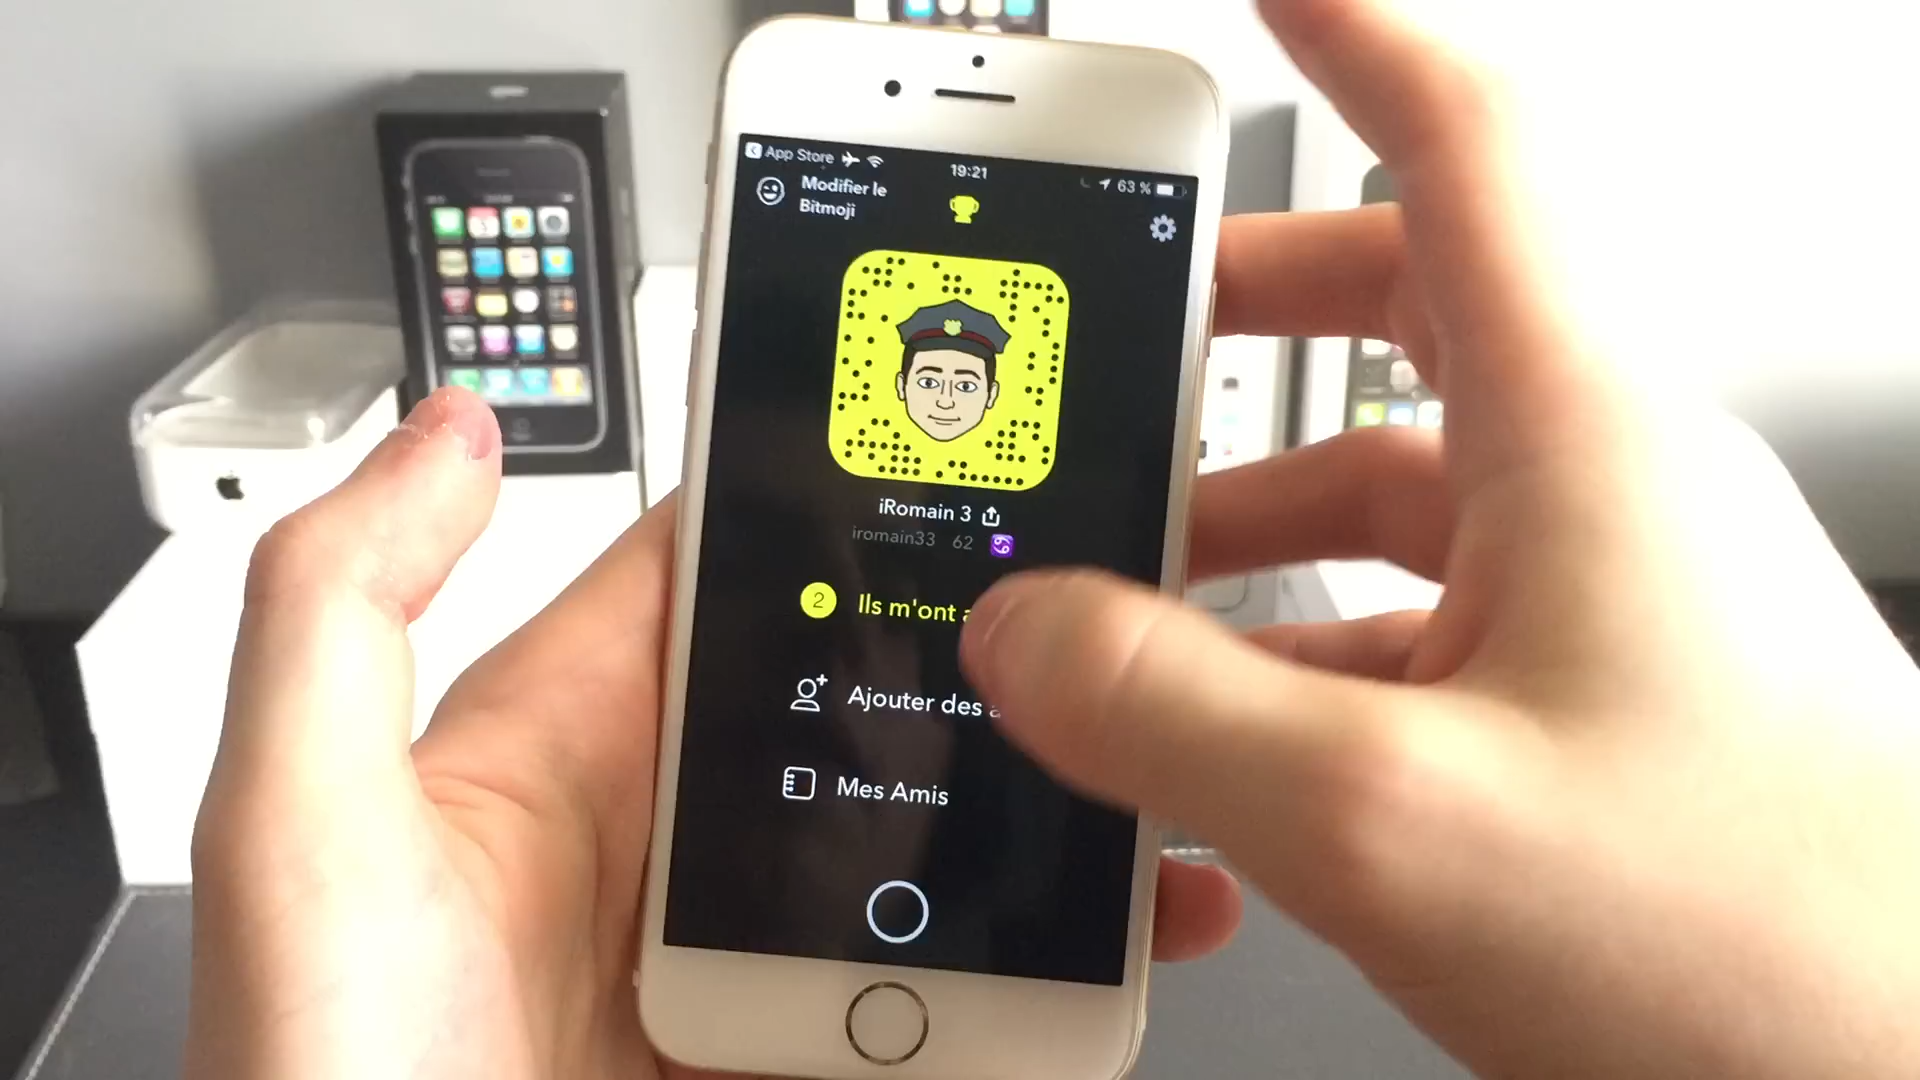 App Store
19:21
63 %
Modifier le
Bitmoji
iRomain 3
iromain33 62
2 Ils m'ont
Ajouter des
Mes Amis